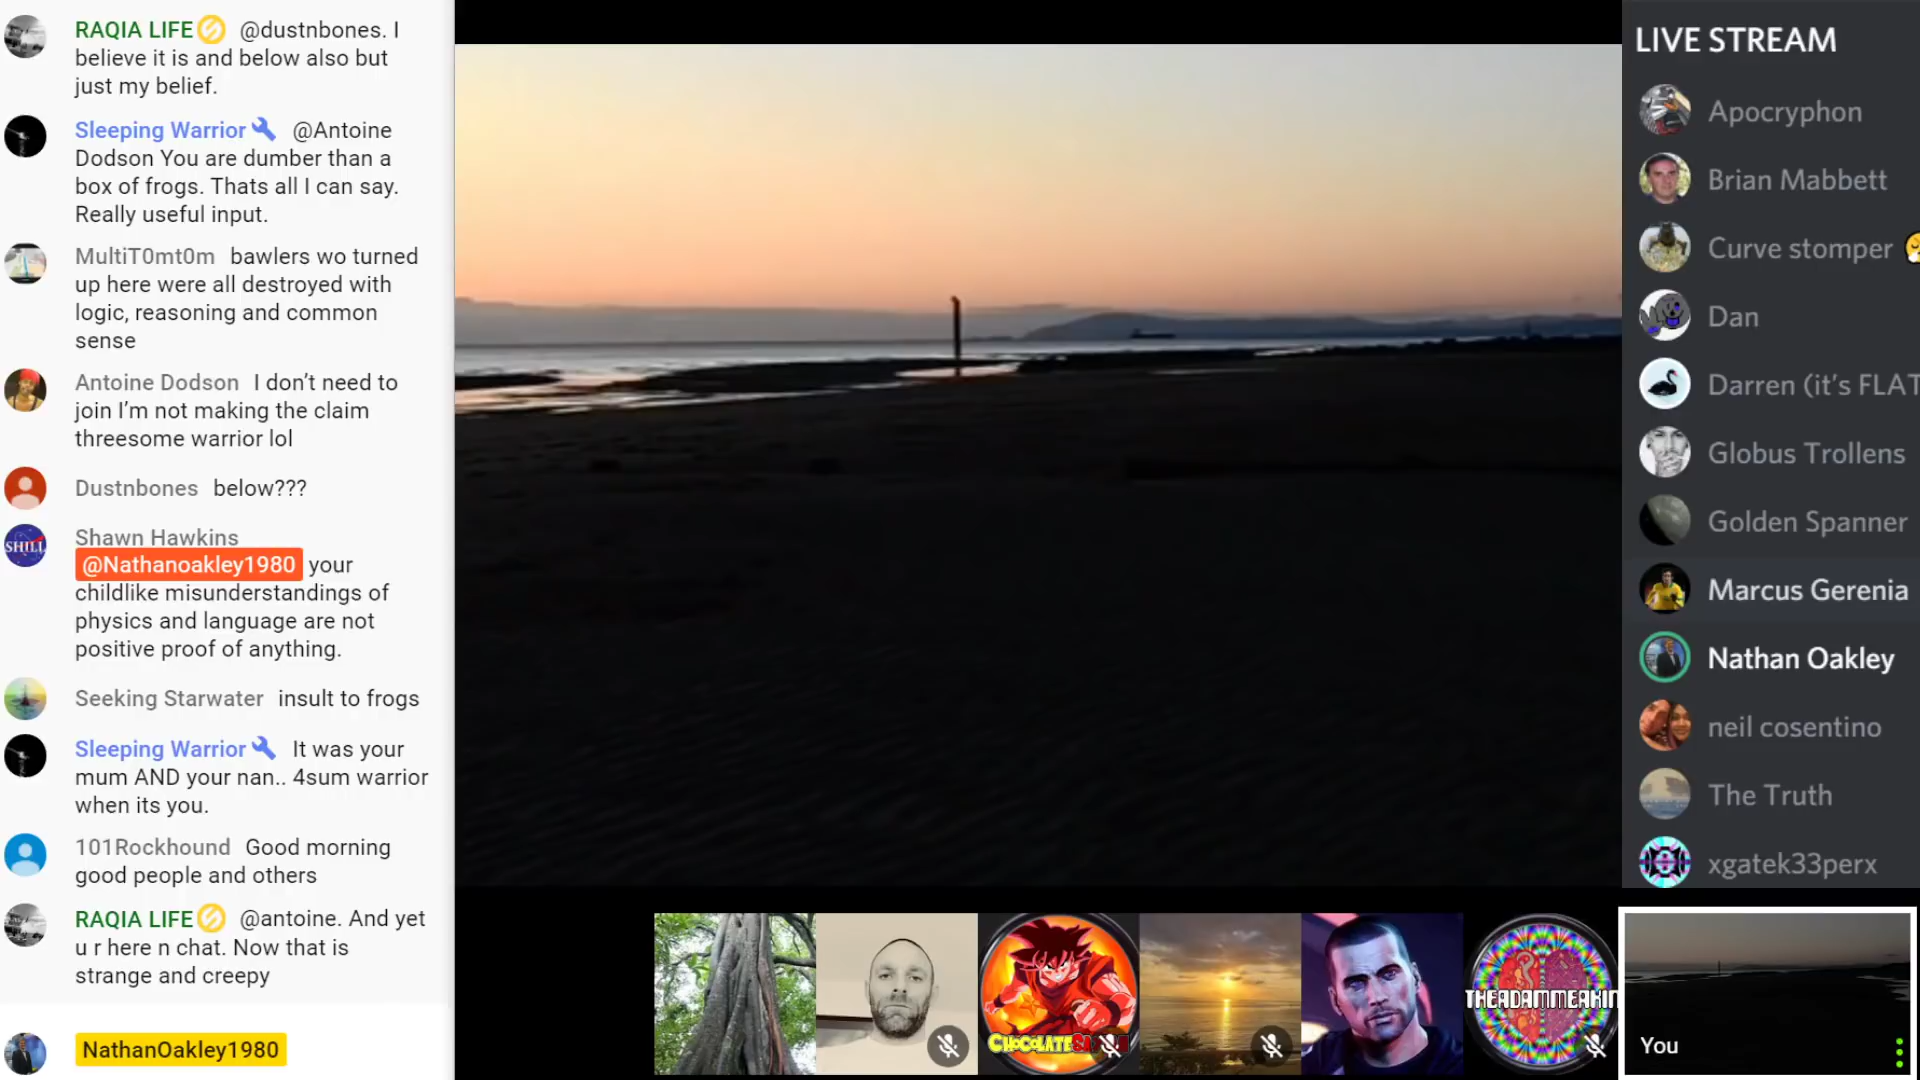 RAQIA LIFE @dustnbones. I
believe it is and below also but
just my belief.
Sleeping Warrior @Antoine
Dodson You are dumber than a
box of frogs. Thats all I can say.
Really useful input.
MultiT0mt0m bawlers wo turned
up here were all destroyed with
logic, reasoning and common
sense
Antoine Dodson I don’t need to
join I’m not making the claim
threesome warrior lol
Dustnbones below???
Shawn Hawkins
@Nathanoakley1980 your
childlike misunderstandings of
physics and language are not
positive proof of anything.
SHILL
Seeking Starwater insult to frogs
Sleeping Warrior It was your
mum AND your nan.. 4sum warrior
when its you.
101Rockhound Good morning
good people and others
RAQIA LIFE @antoine. And yet
u r here n chat. Now that is
strange and creepy
NathanOakley1980
LIVE STREAM
Apocryphon
Brian Mabbett
Curve stomper
Dan
Darren (it’s FLAT
Globus Trollens
Golden Spanner
Marcus Gerenia
Nathan Oakley
neil cosentino
The Truth
xgatek33perx
THEADAMMEAKIN
You